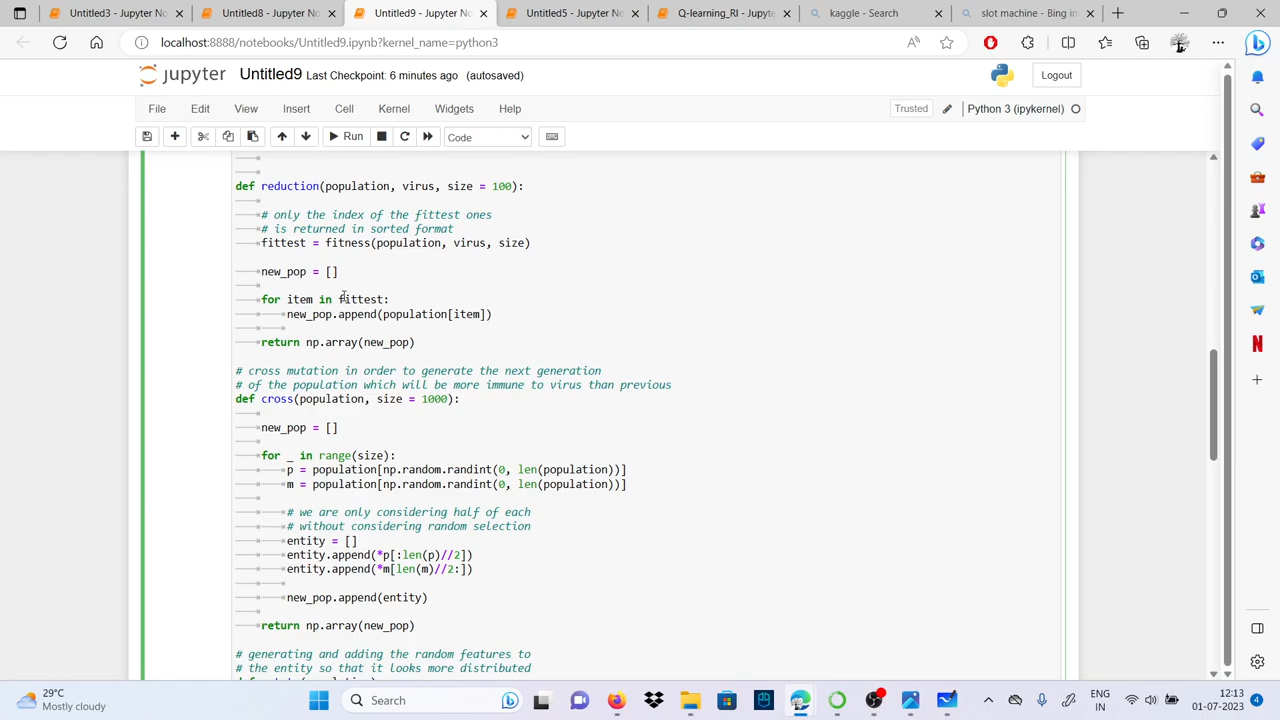 Untitled3 - Jupyter No
Untitled8 - Jupyter Not
Untitled9 - Jupyter No
Untitled5 - Jupyter No
Q-learning_RI - Jupyte
kaggle - Search
slot machine - Bing in
localhost:8888/notebooks/Untitled9.ipynb?kernel_name=python3
jupyter Untitled9 Last Checkpoint: 6 minutes ago (autosaved)
Logout
File Edit View Insert Cell Kernel Widgets Help
Trusted
Python 3 (ipykernel)
Run
Code
def reduction(population, virus, size = 100):
# only the index of the fittest ones
# is returned in sorted format
fittest = fitness(population, virus, size)
new_pop = []
for item in fittest:
new_pop.append(population[item])
return np.array(new_pop)
# cross mutation in order to generate the next generation
# of the population which will be more immune to virus than previous
def cross(population, size = 1000):
new_pop = []
for _ in range(size):
p = population[np.random.randint(0, len(population))]
m = population[np.random.randint(0, len(population))]
# we are only considering half of each
# without considering random selection
entity = []
entity.append(*p[:len(p)//2])
entity.append(*m[len(m)//2:])
new_pop.append(entity)
return np.array(new_pop)
# generating and adding the random features to
# the entity so that it looks more distributed
29°C
Mostly cloudy
Search
ENG
IN
12:13
01-07-2023
4